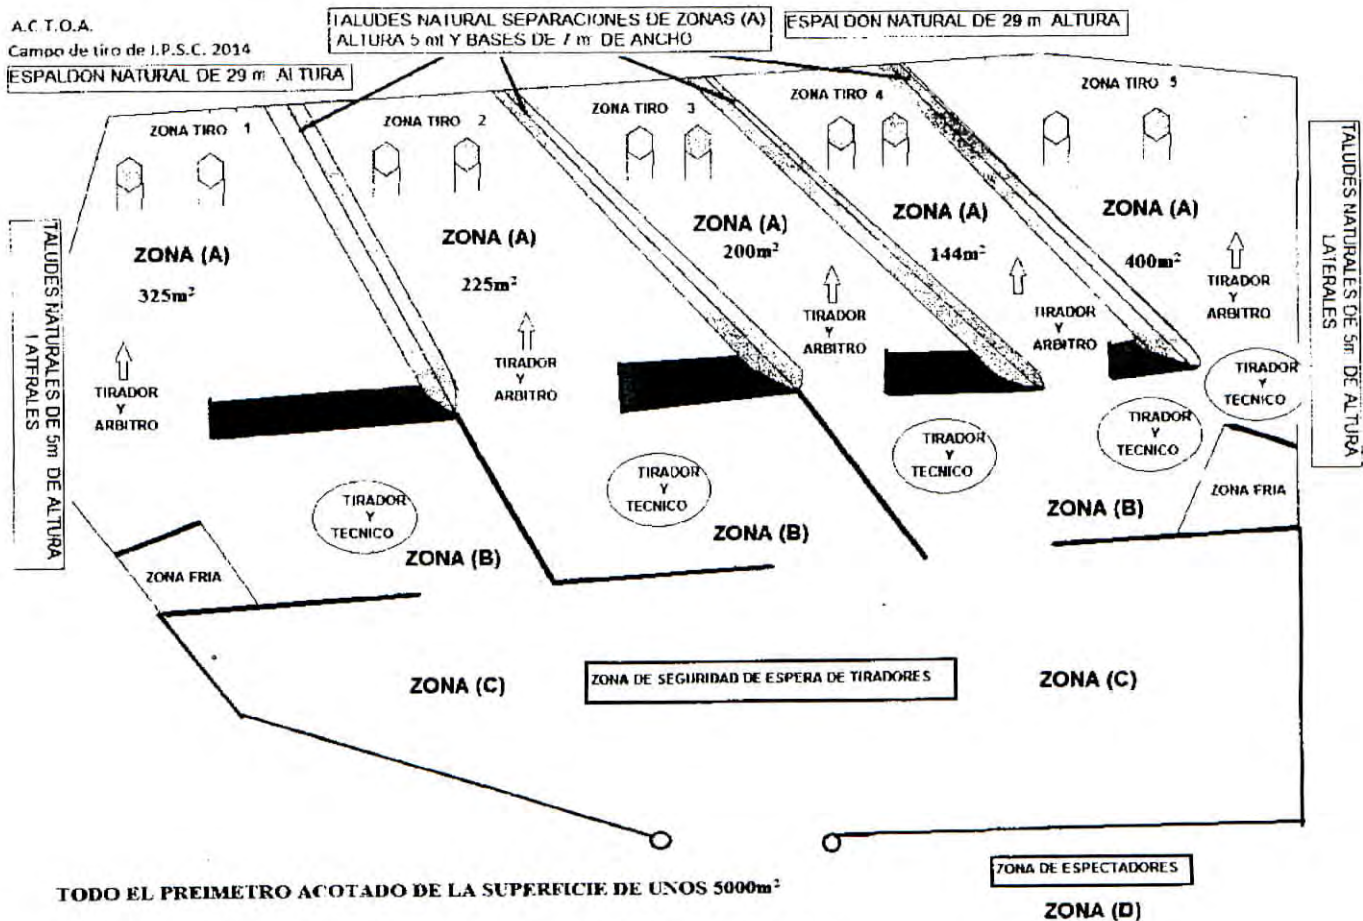 A.C.T.O.A.
Campo de tiro de I.P.S.C. 2014
ESPALDON NATURAL DE 29 m ALTURA
TALUDES NATURAL SEPARACIONES DE ZONAS (A)
ALTURA 5 mt Y BASES DE 7 m DE ANCHO
ESPALDON NATURAL DE 29 m ALTURA
ZONA TIRO 1
ZONA TIRO 2
ZONA TIRO 3
ZONA TIRO 4
ZONA TIRO 5
TALUDES NATURALES DE 5m DE ALTURA
LATERALES
ZONA (A)
325m²
ZONA (A)
225m²
ZONA (A)
200m²
ZONA (A)
144m²
ZONA (A)
400m²
TALUDES NATURALES DE 5m DE ALTURA
LATERALES
TIRADOR
Y
ARBITRO
TIRADOR
Y
ARBITRO
TIRADOR
Y
ARBITRO
TIRADOR
Y
ARBITRO
TIRADOR
Y
ARBITRO
TIRADOR
Y
TECNICO
TIRADOR
Y
TECNICO
TIRADOR
Y
TECNICO
TIRADOR
Y
TECNICO
TIRADOR
Y
TECNICO
ZONA FRIA
ZONA (B)
ZONA (B)
ZONA (B)
ZONA FRIA
ZONA (C)
ZONA DE SEGURIDAD DE ESPERA DE TIRADORES
ZONA (C)
TODO EL PREIMETRO ACOTADO DE LA SUPERFICIE DE UNOS 5000m²
ZONA DE ESPECTADORES
ZONA (D)